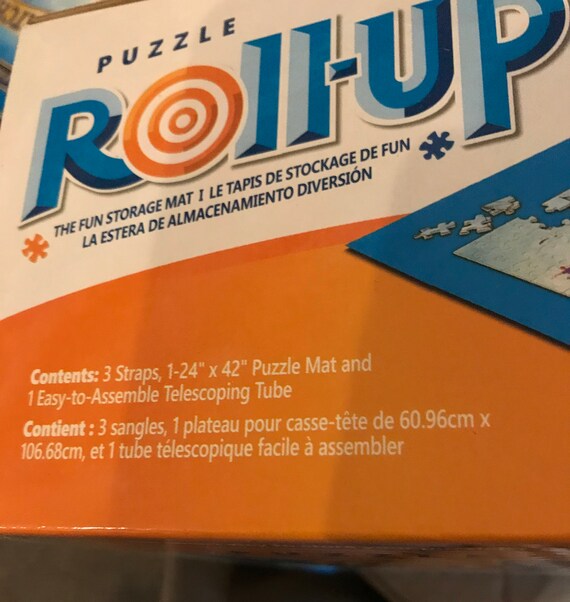 PUZZLE
Roll-UP
THE FUN STORAGE MAT I LE TAPIS DE STOCKAGE DE FUN
LA ESTERA DE ALMACENAMIENTO DIVERSIÓN
Contents: 3 Straps, 1-24" x 42" Puzzle Mat and
1 Easy-to-Assemble Telescoping Tube
Contient : 3 sangles, 1 plateau pour casse-tête de 60.96cm x
106.68cm, et 1 tube télescopique facile à assembler